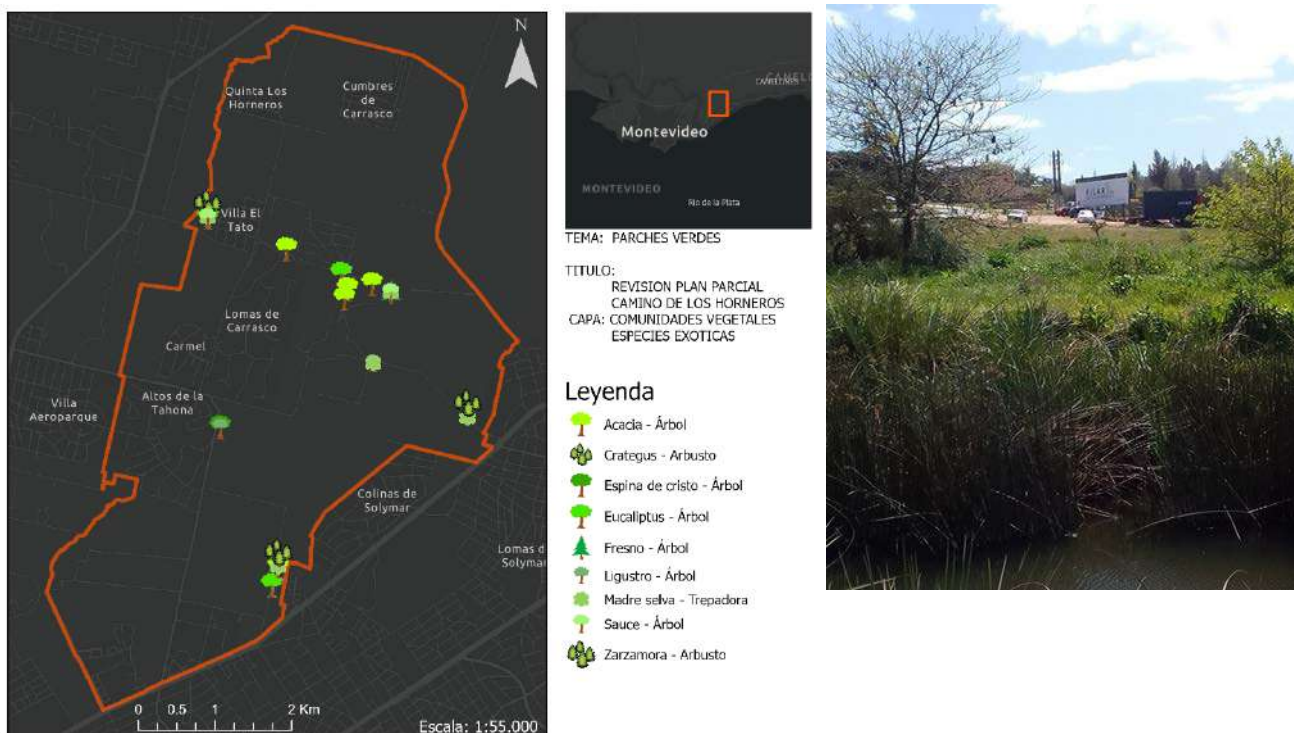 N
Quinta Los
Horneros
Cumbres
de
Carrasco
Villa El
Tato
Lomas de
Carrasco
Carmel
Villa
Aeroparque
Altos de la
Tahona
Colinas de
Solymar
Lomas d
Solymar
0 0.5 1 2 Km
Escala: 1:55.000
Montevideo
MONTEVIDEO
Río de la Plata
TEMA: PARCHES VERDES
TITULO:
REVISION PLAN PARCIAL
CAMINO DE LOS HORNEROS
CAPA: COMUNIDADES VEGETALES
ESPECIES EXOTICAS
Leyenda
Acacia - Árbol
Crategus - Arbusto
Espina de cristo - Árbol
Eucaliptus - Árbol
Fresno - Árbol
Ligustro - Árbol
Madre selva - Trepadora
Sauce - Árbol
Zarzamora - Arbusto